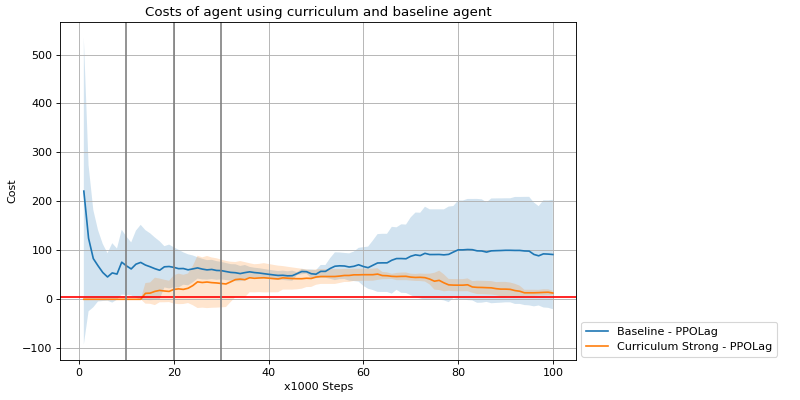 Costs of agent using curriculum and baseline agent
500
400
300
200
100
0
−100
Cost
0
20
40
60
80
100
x1000 Steps
Baseline - PPOLag
Curriculum Strong - PPOLag